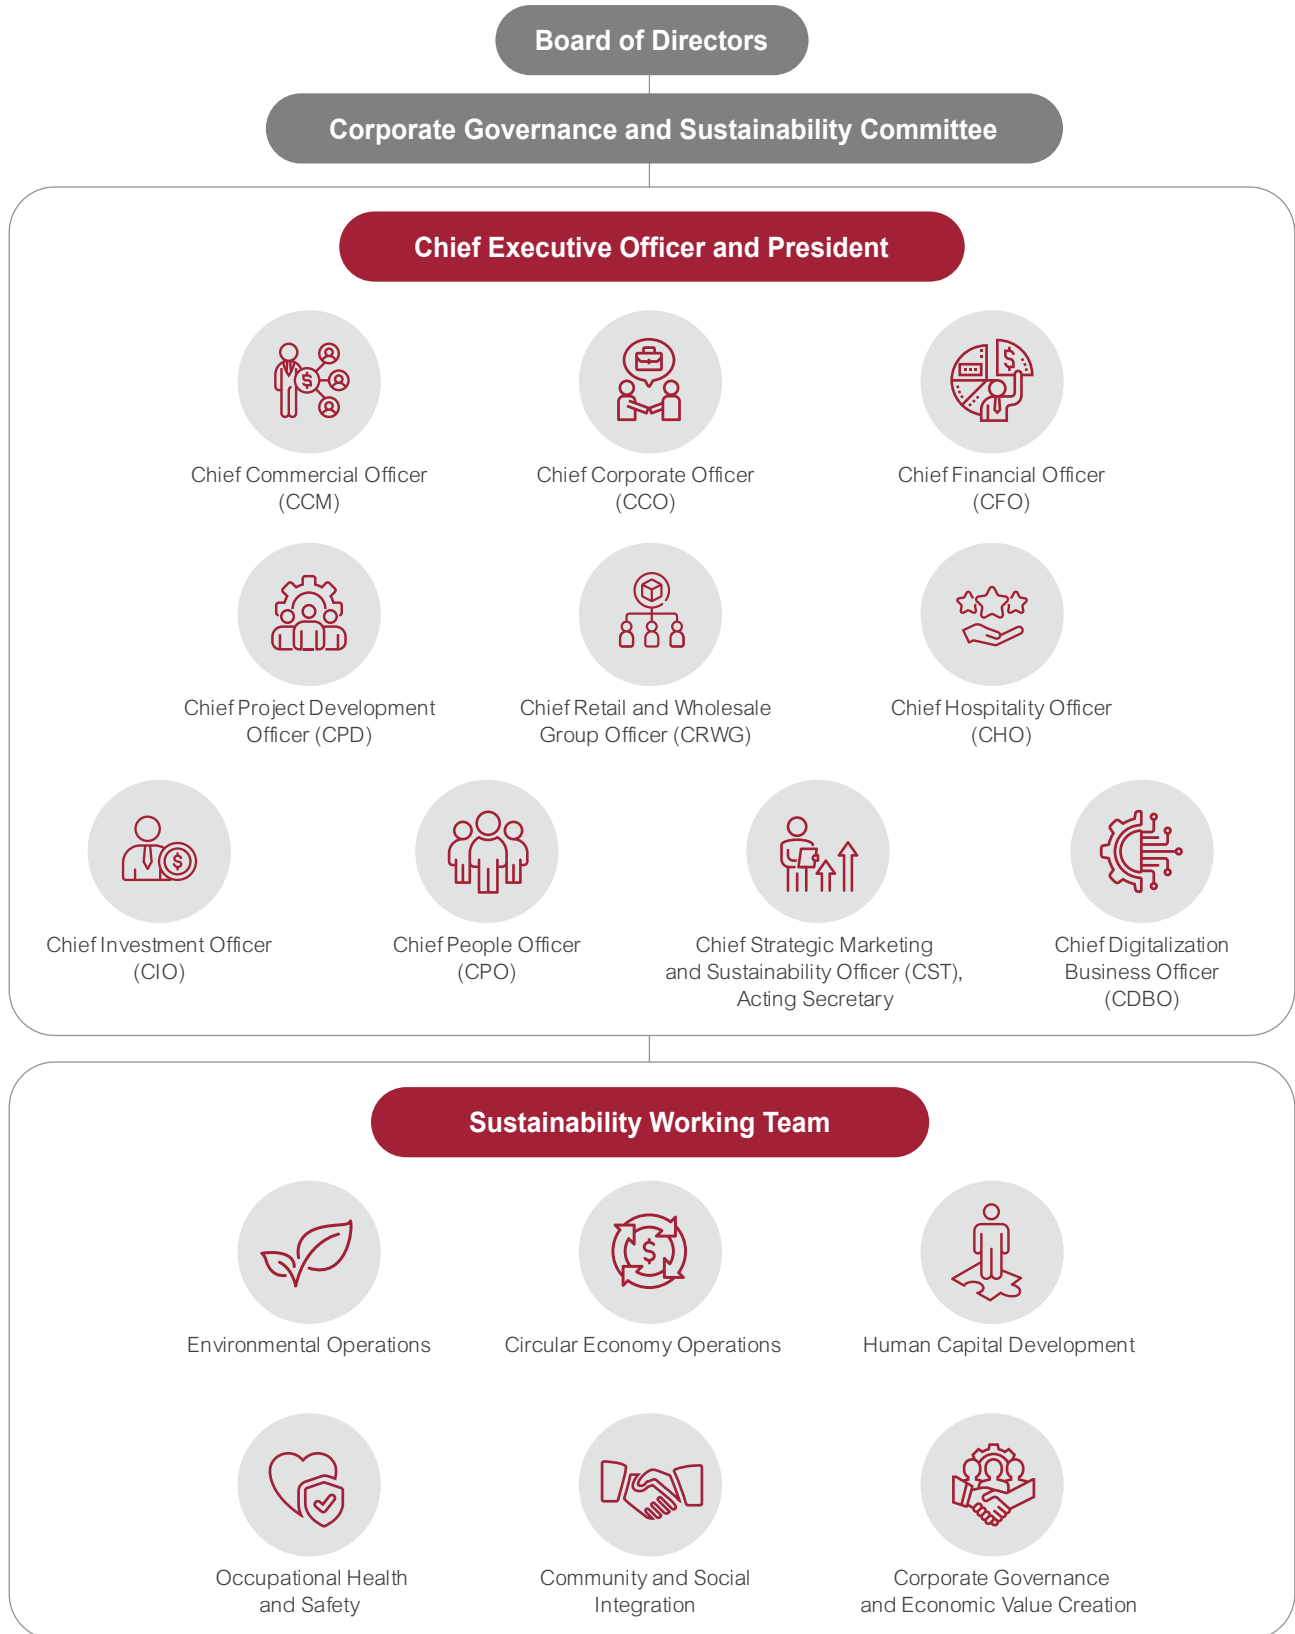 Board of Directors
Corporate Governance and Sustainability Committee
Chief Executive Officer and President
Chief Commercial Officer
(CCM)
Chief Corporate Officer
(CCO)
Chief Financial Officer
(CFO)
Chief Project Development
Officer (CPD)
Chief Retail and Wholesale
Group Officer (CRWG)
Chief Hospitality Officer
(CHO)
Chief Investment Officer
(CIO)
Chief People Officer
(CPO)
Chief Strategic Marketing
and Sustainability Officer (CST),
Acting Secretary
Chief Digitalization
Business Officer
(CDBO)
Sustainability Working Team
Environmental Operations
Circular Economy Operations
Human Capital Development
Occupational Health
and Safety
Community and Social
Integration
Corporate Governance
and Economic Value Creation